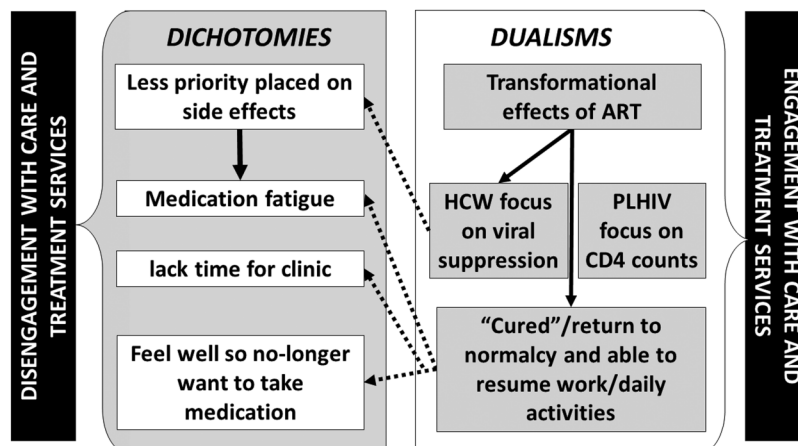 DISENGAGEMENT WITH CARE AND
TREATMENT SERVICES
DICHOTOMIES
Less priority placed on
side effects
Medication fatigue
lack time for clinic
Feel well so no-longer
want to take
medication
DUALISMS
Transformational
effects of ART
HCW focus
on viral
suppression
PLHIV
focus on
CD4 counts
“Cured”/return to
normalcy and able to
resume work/daily
activities
ENGAGEMENT WITH CARE AND
TREATMENT SERVICES